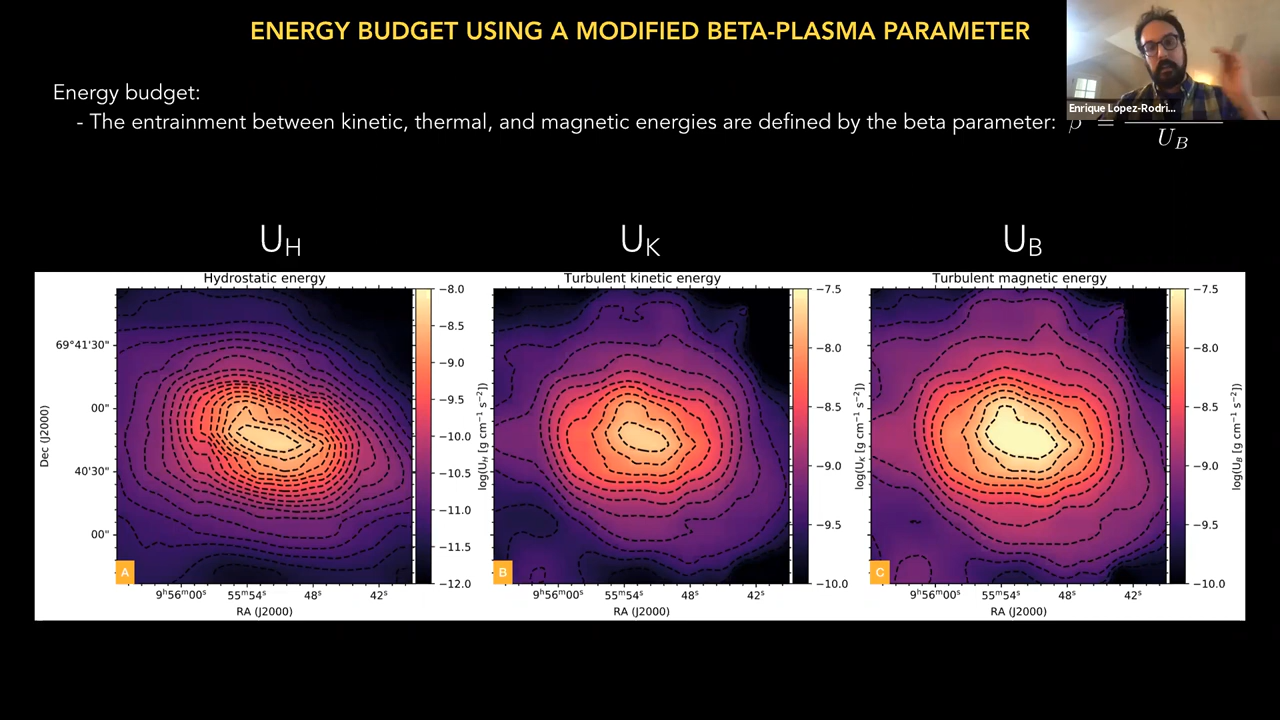 ENERGY BUDGET USING A MODIFIED BETA-PLASMA PARAMETER
Enrique Lopez-Rodri...
Energy budget:
- The entrainment between kinetic, thermal, and magnetic energies are defined by the beta parameter: =
U_B
U_H
U_K
U_B
Hydrostatic energy
Turbulent kinetic energy
Turbulent magnetic energy
Dec (J2000)
69°41'30"
00"
40'30"
00"
A
9ʰ56ᵐ00ˢ 55ᵐ54ˢ 48ˢ 42ˢ
RA (J2000)
−8.0
−8.5
−9.0
−9.5
−10.0
−10.5
−11.0
−11.5
−12.0
log(U_H [g cm⁻¹ s⁻²])
B
9ʰ56ᵐ00ˢ 55ᵐ54ˢ 48ˢ 42ˢ
RA (J2000)
−7.5
−8.0
−8.5
−9.0
−9.5
−10.0
log(U_K [g cm⁻¹ s⁻²])
C
9ʰ56ᵐ00ˢ 55ᵐ54ˢ 48ˢ 42ˢ
RA (J2000)
−7.5
−8.0
−8.5
−9.0
−9.5
−10.0
log(U_B [g cm⁻¹ s⁻²])